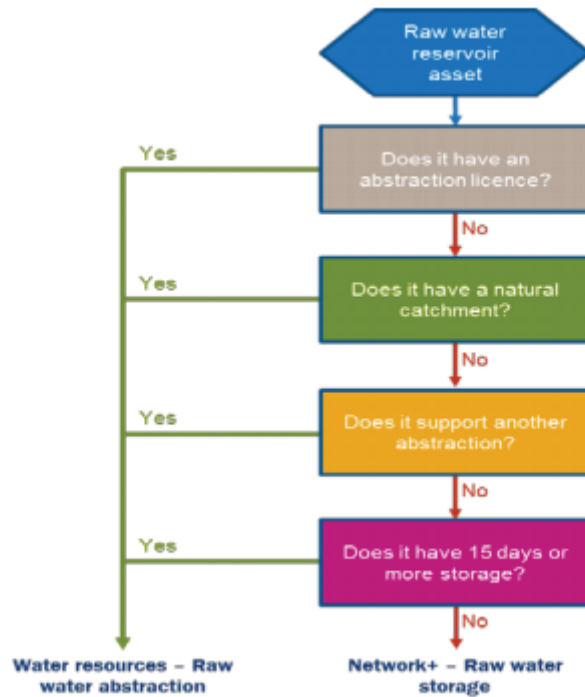 Raw water
reservoir
asset
Yes
Does it have an
abstraction licence?
No
Yes
Does it have a natural
catchment?
No
Yes
Does it support another
abstraction?
No
Yes
Does it have 15 days or
more storage?
No
Water resources – Raw
water abstraction
Network+ – Raw water
storage